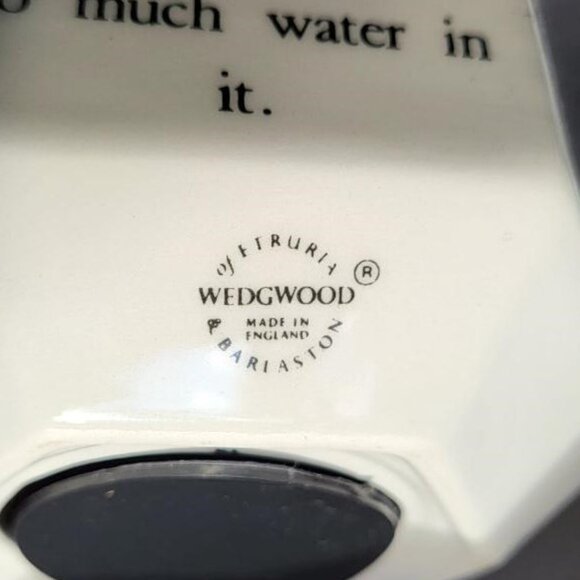 much water in
it.
of ETRURIA
WEDGWOOD ®
MADE IN
ENGLAND
& BARLASTON